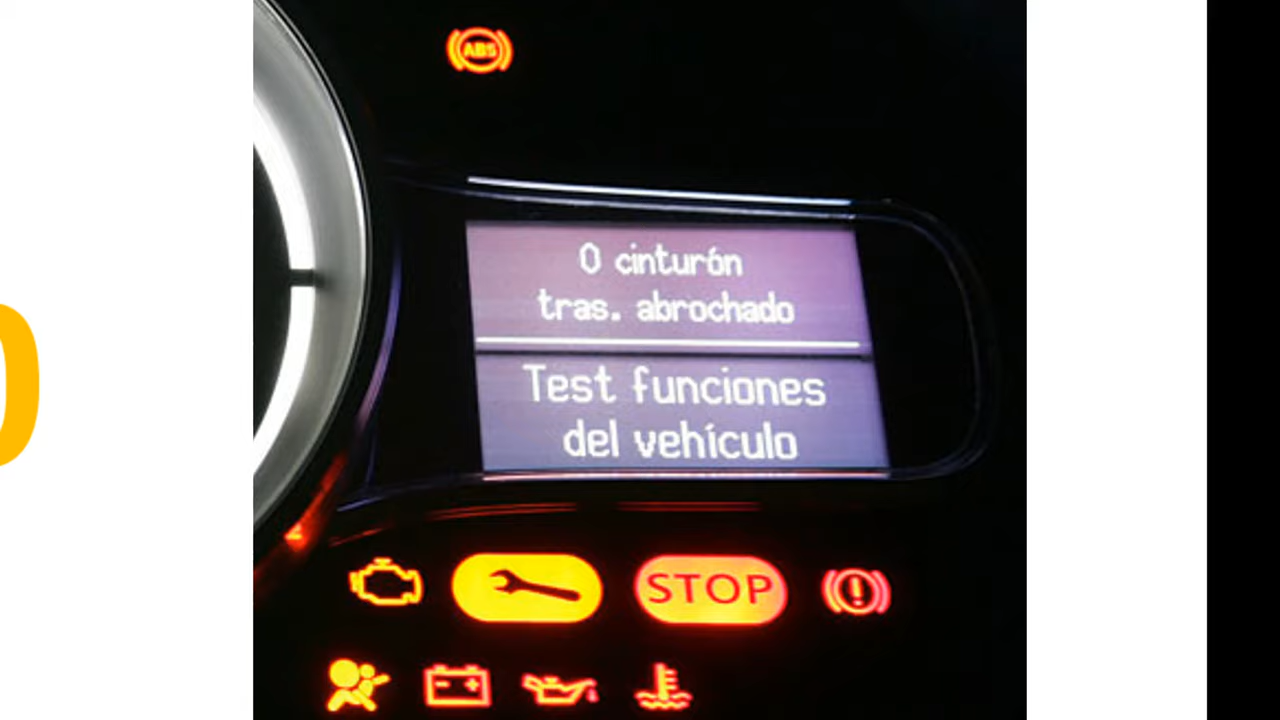 ABS
0 cinturón
tras. abrochado
Test funciones
del vehículo
STOP